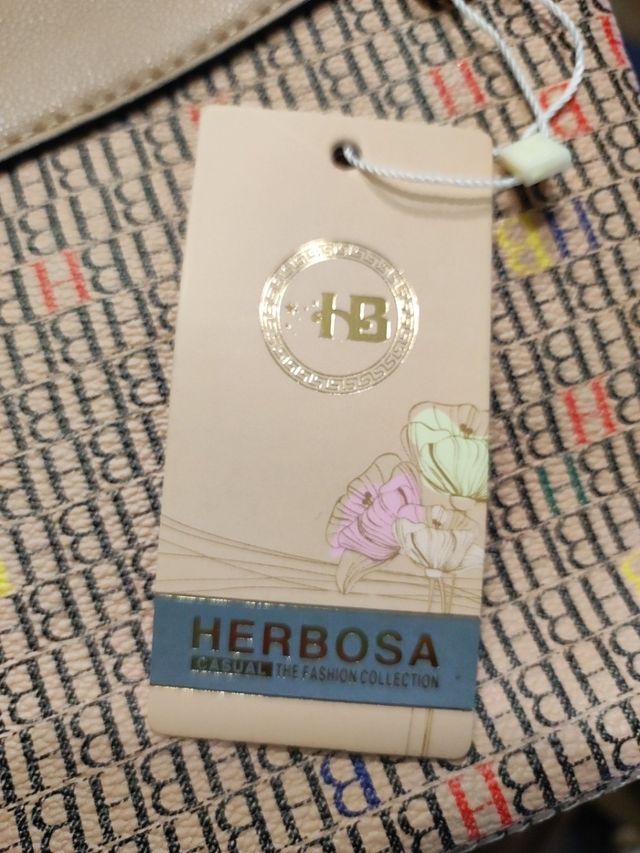 HB
HERBOSA
CASUAL THE FASHION COLLECTION